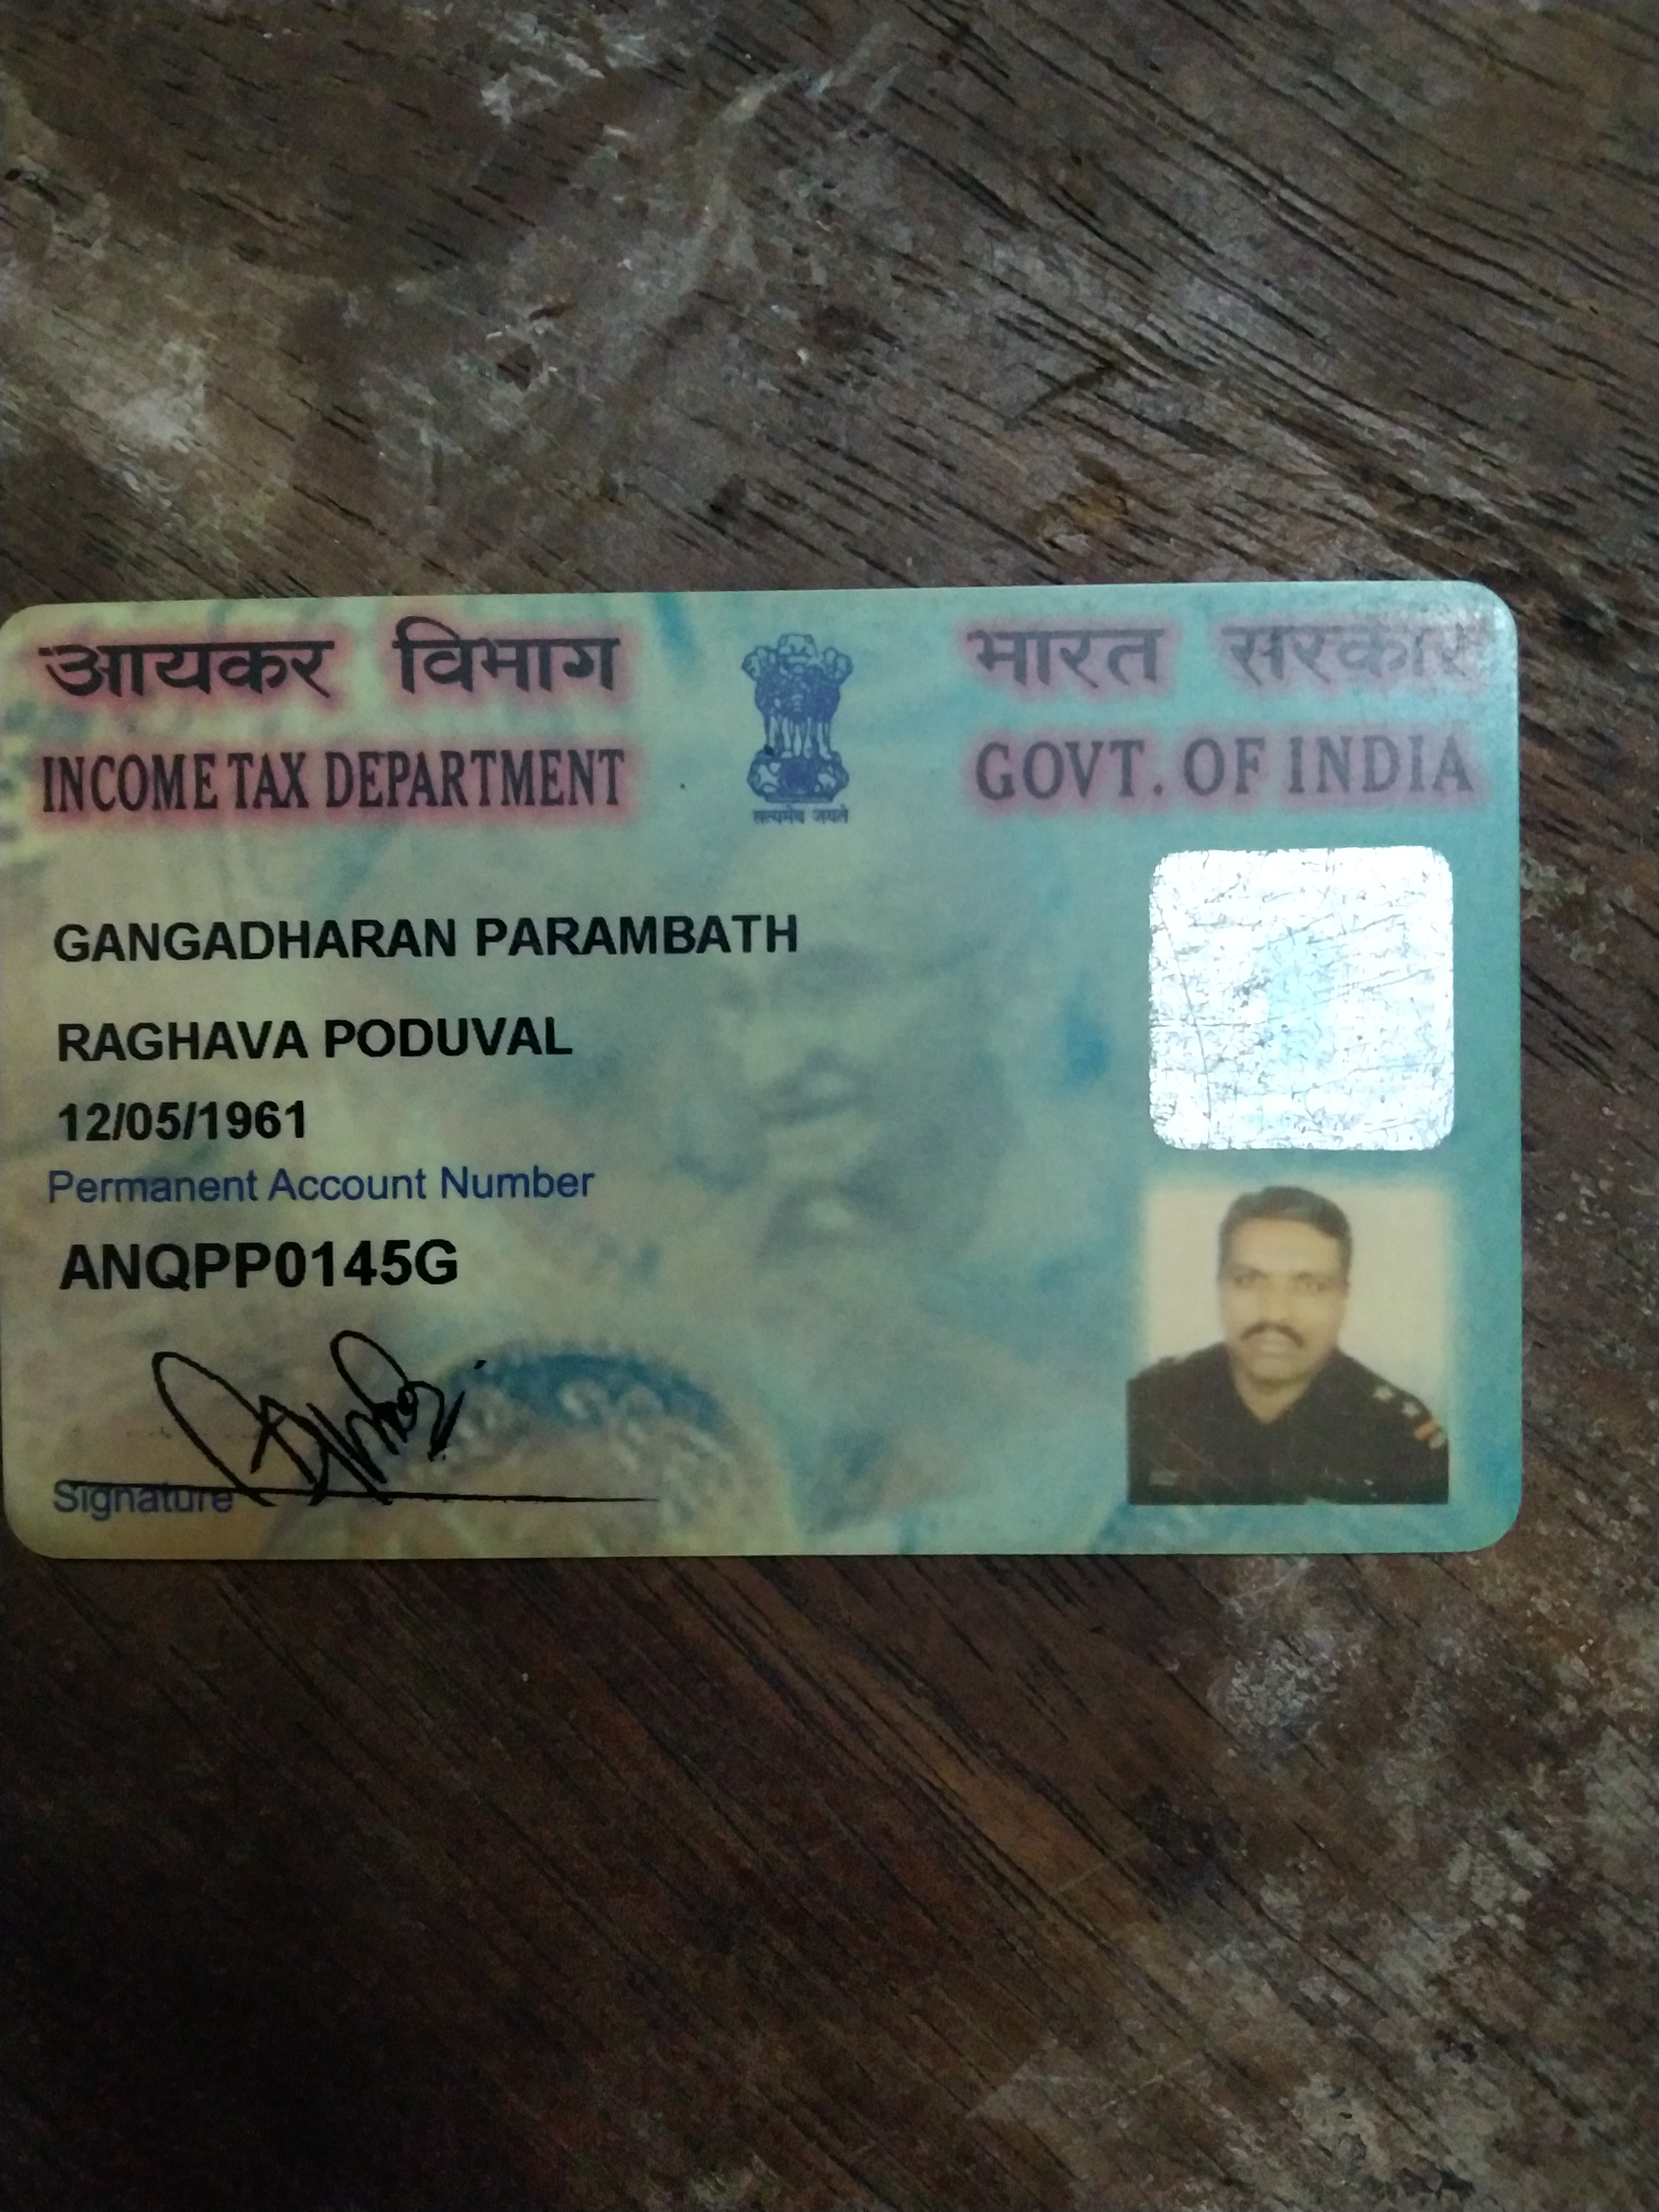 आयकर विभाग
INCOME TAX DEPARTMENT
सत्यमेव जयते
भारत सरकार
GOVT. OF INDIA
GANGADHARAN PARAMBATH
RAGHAVA PODUVAL
12/05/1961
Permanent Account Number
ANQPP0145G
Signature